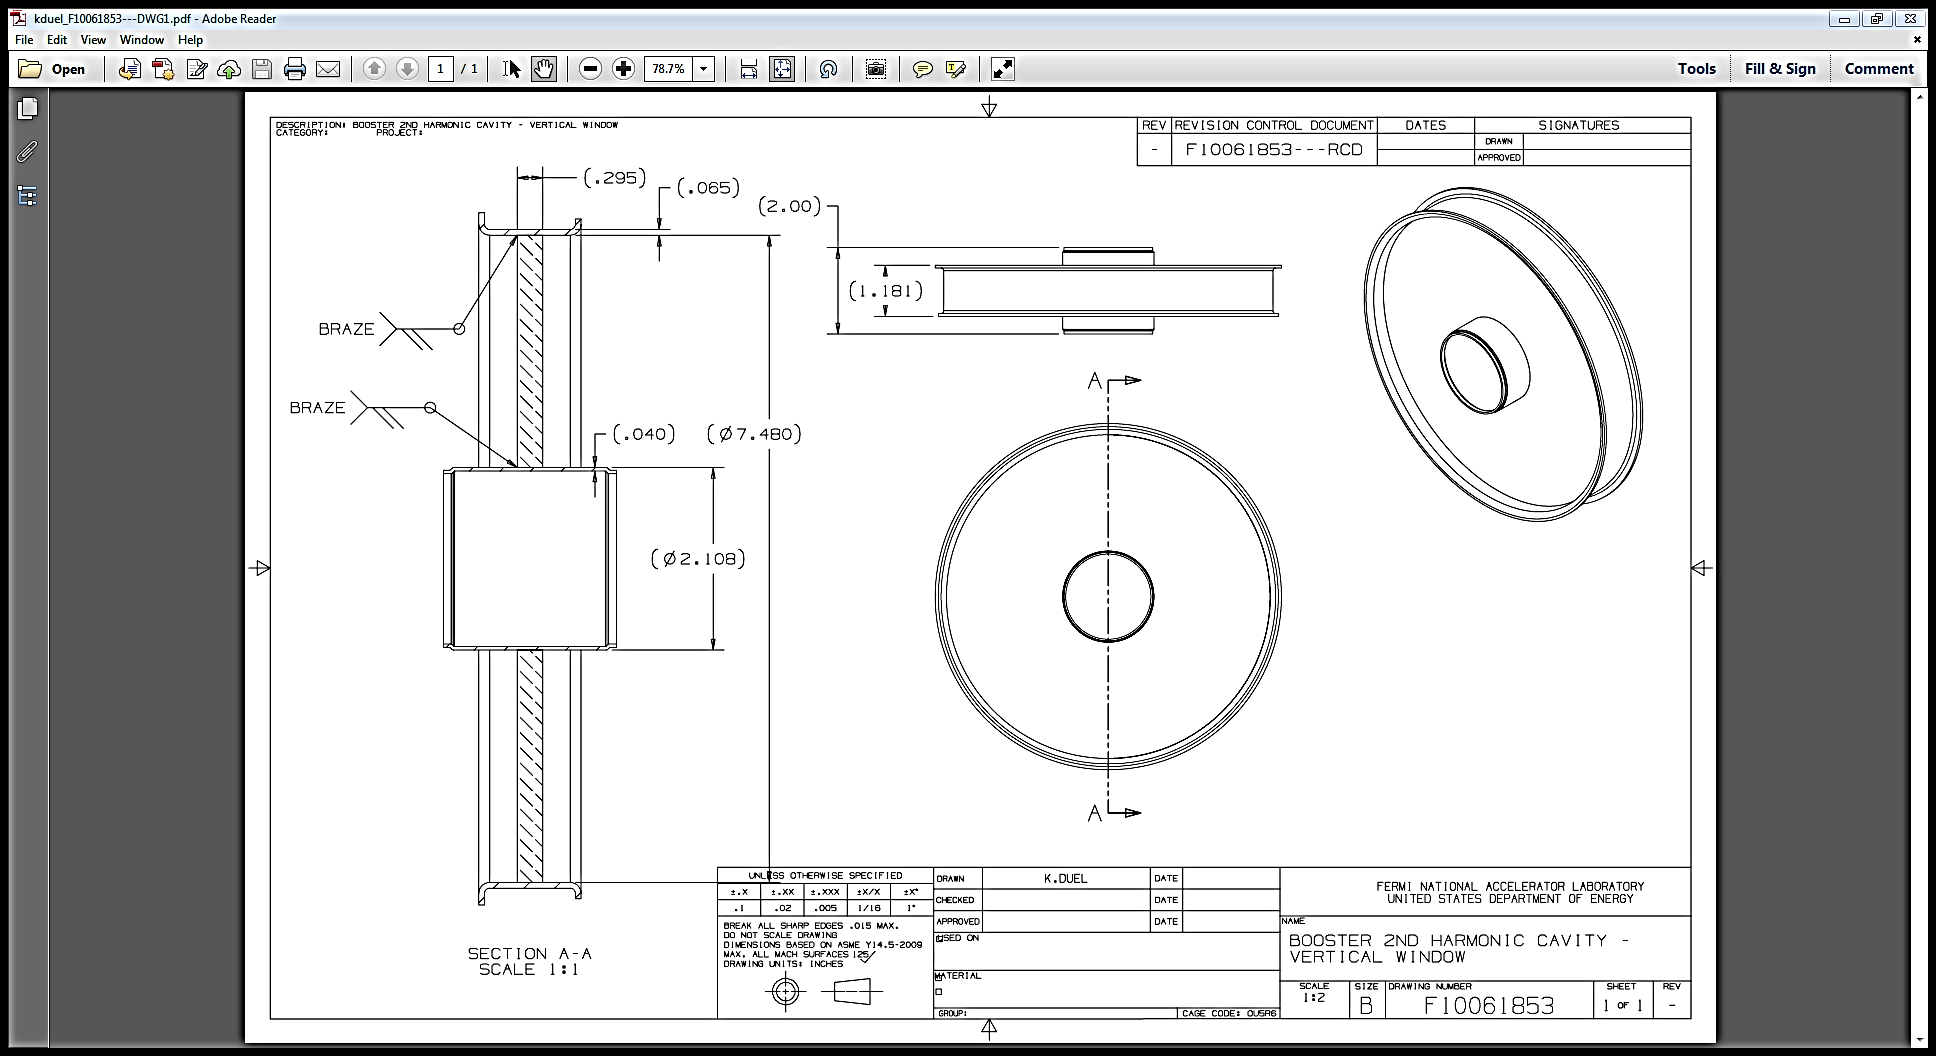 kduel_F10061853---DWG1.pdf - Adobe Reader
File Edit View Window Help
Open 1 / 1 78.7% Tools Fill & Sign Comment
DESCRIPTION: BOOSTER 2ND HARMONIC CAVITY - VERTICAL WINDOW
CATEGORY: PROJECT:
REV REVISION CONTROL DOCUMENT DATES SIGNATURES
- F10061853---RCD DRAWN
APPROVED
(.295)
(.065)
(2.00)
(1.181)
BRAZE
BRAZE
(.040) (Ø7.480)
(Ø2.108)
A
A
SECTION A-A
SCALE 1:1
UNLESS OTHERWISE SPECIFIED
±.X ±.XX ±.XXX ±X/X ±X°
.1 .02 .005 1/16 1°
BREAK ALL SHARP EDGES .015 MAX.
DO NOT SCALE DRAWING
DIMENSIONS BASED ON ASME Y14.5-2009
MAX. ALL MACH SURFACES 125
DRAWING UNITS: INCHES
DRAWN K.DUEL DATE
CHECKED DATE
APPROVED DATE
USED ON
MATERIAL
GROUP: CAGE CODE: 0U5R6
FERMI NATIONAL ACCELERATOR LABORATORY
UNITED STATES DEPARTMENT OF ENERGY
NAME
BOOSTER 2ND HARMONIC CAVITY -
VERTICAL WINDOW
SCALE SIZE DRAWING NUMBER SHEET REV
1:2 B F10061853 1 OF 1 -